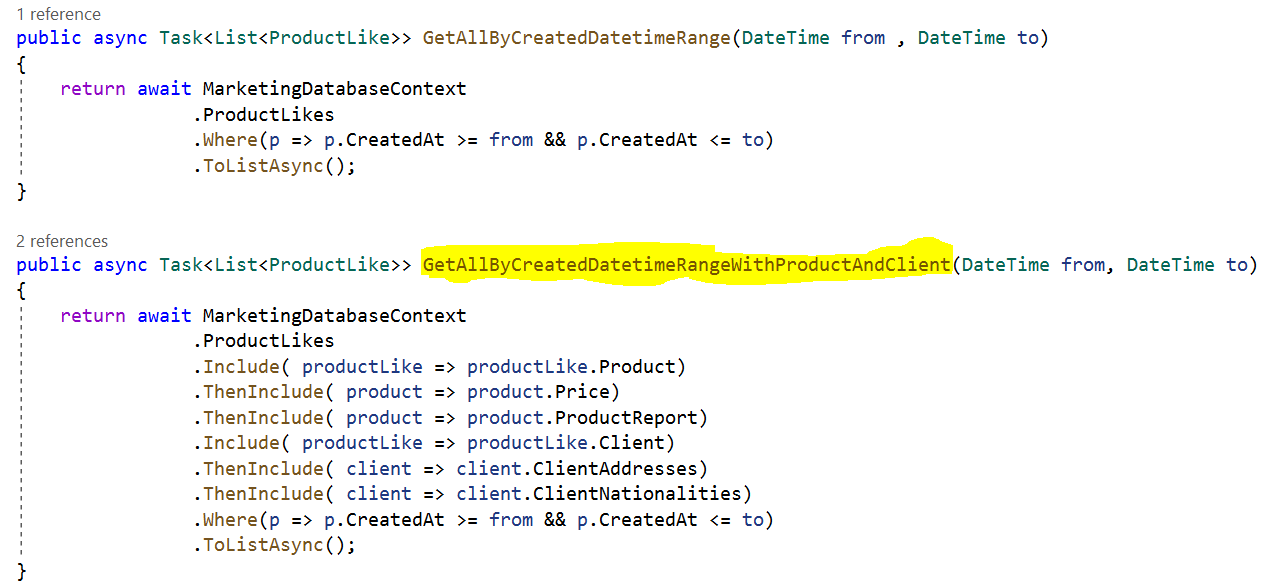 1 reference
public async Task<List<ProductLike>> GetAllByCreatedDatetimeRange(DateTime from , DateTime to)
{
return await MarketingDatabaseContext
.ProductLikes
.Where(p => p.CreatedAt >= from && p.CreatedAt <= to)
.ToListAsync();
}
2 references
public async Task<List<ProductLike>> GetAllByCreatedDatetimeRangeWithProductAndClient(DateTime from, DateTime to)
{
return await MarketingDatabaseContext
.ProductLikes
.Include( productLike => productLike.Product)
.ThenInclude( product => product.Price)
.ThenInclude( product => product.ProductReport)
.Include( productLike => productLike.Client)
.ThenInclude( client => client.ClientAddresses)
.ThenInclude( client => client.ClientNationalities)
.Where(p => p.CreatedAt >= from && p.CreatedAt <= to)
.ToListAsync();
}